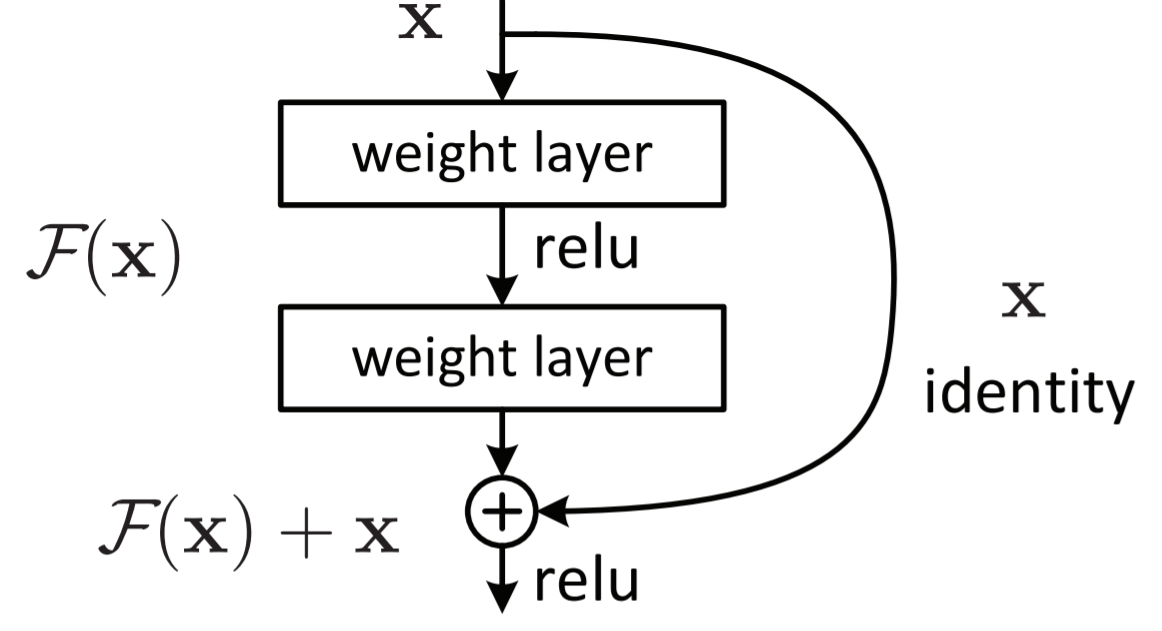 x
weight layer
F(x)
relu
x
weight layer
identity
F(x) + x
relu